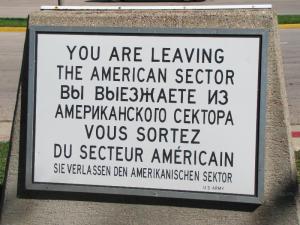 YOU ARE LEAVING
THE AMERICAN SECTOR
ВЫ ВЫЕЗЖАЕТЕ ИЗ
АМЕРИКАНСКОГО СЕКТОРА
VOUS SORTEZ
DU SECTEUR AMÉRICAIN
SIE VERLASSEN DEN AMERIKANISCHEN SEKTOR
U.S. ARMY